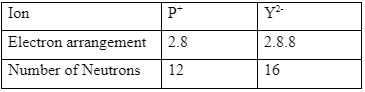 Ion P⁺ Y²⁻
Electron arrangement 2.8 2.8.8
Number of Neutrons 12 16